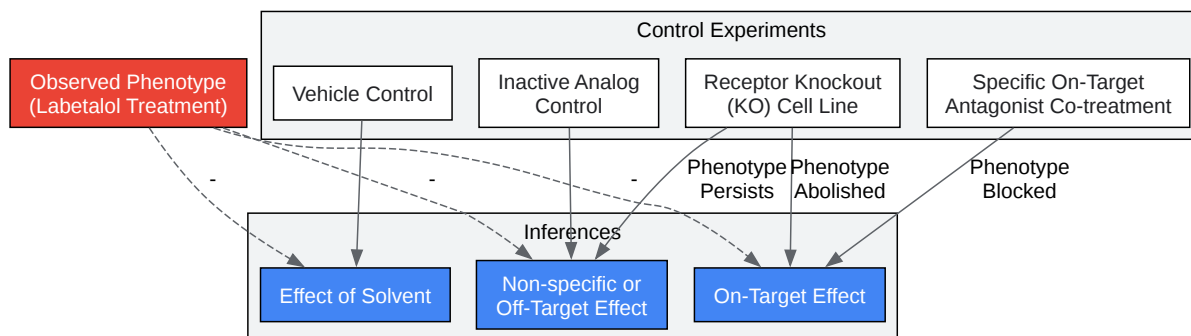 Control Experiments
Observed Phenotype
(Labetalol Treatment)
Vehicle Control
Inactive Analog
Control
Receptor Knockout
(KO) Cell Line
Specific On-Target
Antagonist Co-treatment
-
-
-
Phenotype
Persists
Phenotype
Abolished
Phenotype
Blocked
Inferences
Effect of Solvent
Non-specific or
Off-Target Effect
On-Target Effect